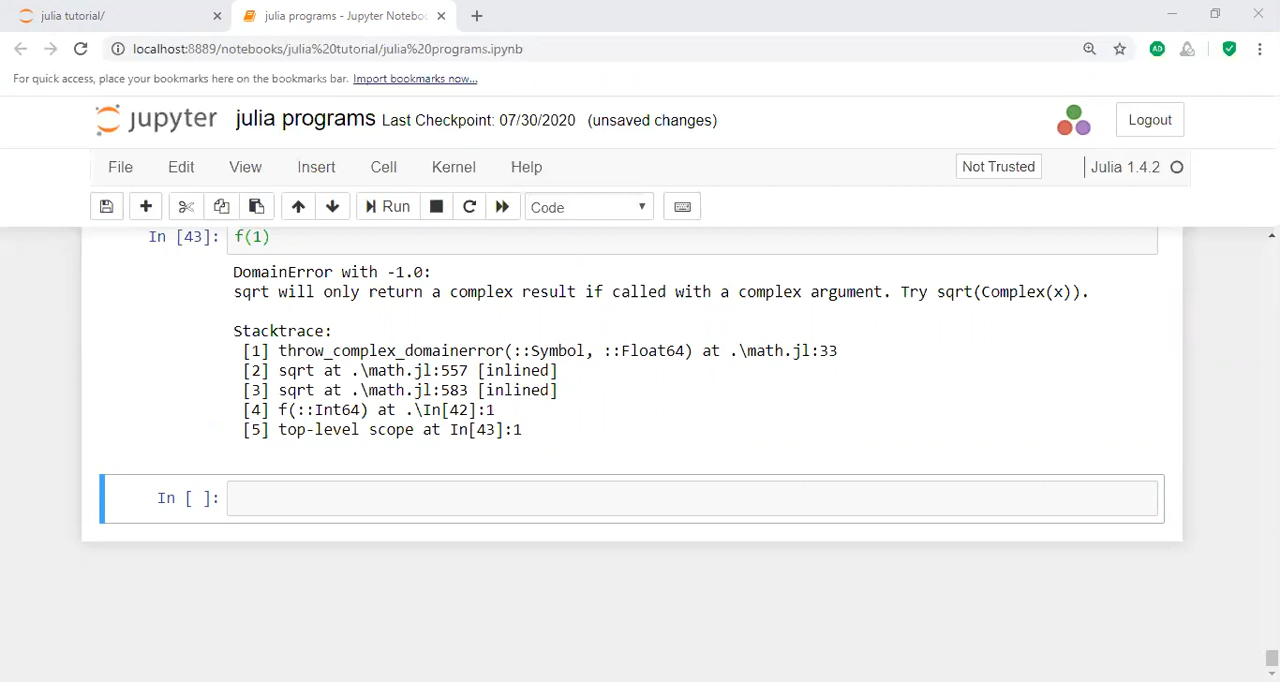 julia tutorial/
julia programs - Jupyter Noteboo
localhost:8889/notebooks/julia%20tutorial/julia%20programs.ipynb
AD
For quick access, place your bookmarks here on the bookmarks bar. Import bookmarks now...
jupyter julia programs Last Checkpoint: 07/30/2020 (unsaved changes)
Logout
File Edit View Insert Cell Kernel Help
Not Trusted
Julia 1.4.2
Run
Code
In [43]: f(1)
DomainError with -1.0:
sqrt will only return a complex result if called with a complex argument. Try sqrt(Complex(x)).
Stacktrace:
[1] throw_complex_domainerror(::Symbol, ::Float64) at .\math.jl:33
[2] sqrt at .\math.jl:557 [inlined]
[3] sqrt at .\math.jl:583 [inlined]
[4] f(::Int64) at .\In[42]:1
[5] top-level scope at In[43]:1
In [ ]: